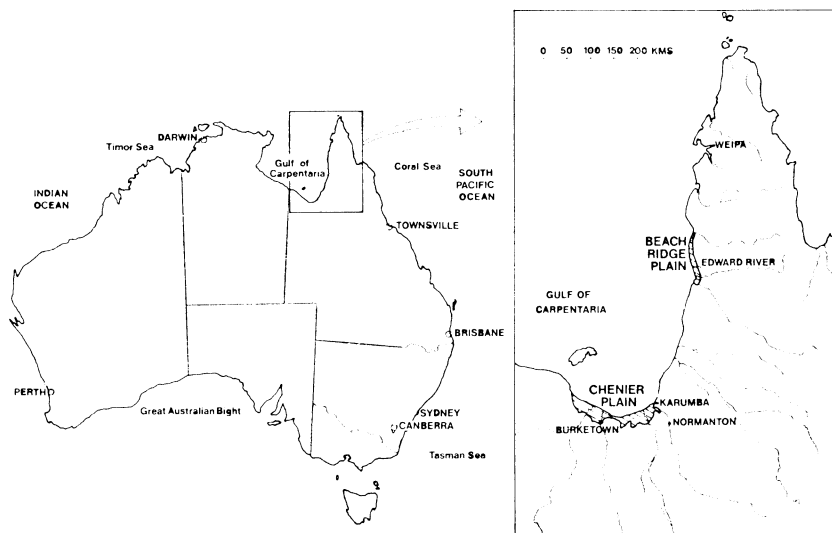 DARWIN
Timor Sea
Gulf of
Carpentaria
Coral Sea
SOUTH
PACIFIC
OCEAN
INDIAN
OCEAN
TOWNSVILLE
BRISBANE
PERTH
Great Australian Bight
SYDNEY
CANBERRA
Tasman Sea
0 50 100 150 200 KMS
WEIPA
BEACH
RIDGE
PLAIN
EDWARD RIVER
GULF OF
CARPENTARIA
CHENIER
PLAIN
KARUMBA
BURKETOWN
NORMANTON